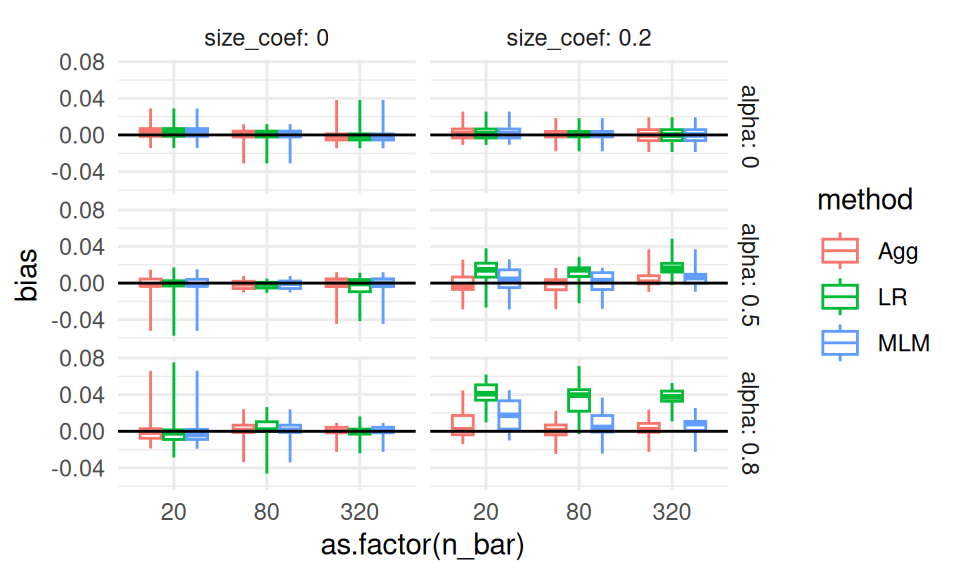 size_coef: 0
size_coef: 0.2
0.08
0.04
0.00
-0.04
alpha: 0
0.08
0.04
0.00
-0.04
alpha: 0.5
0.08
0.04
0.00
-0.04
alpha: 0.8
bias
20
80
320
20
80
320
as.factor(n_bar)
method
Agg
LR
MLM